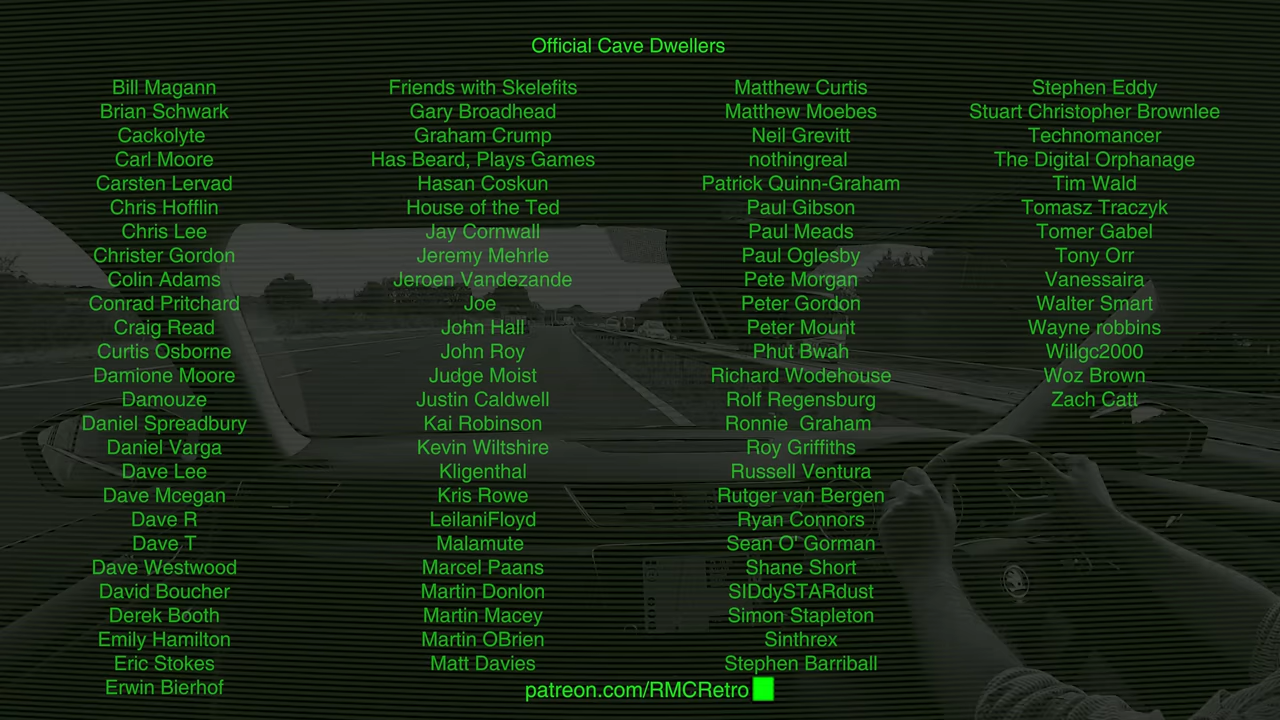 Official Cave Dwellers
Bill Magann
Brian Schwark
Cackolyte
Carl Moore
Carsten Lervad
Chris Hofflin
Chris Lee
Christer Gordon
Colin Adams
Conrad Pritchard
Craig Read
Curtis Osborne
Damione Moore
Damouze
Daniel Spreadbury
Daniel Varga
Dave Lee
Dave Mcegan
Dave R
Dave T
Dave Westwood
David Boucher
Derek Booth
Emily Hamilton
Eric Stokes
Erwin Bierhof
Friends with Skelefits
Gary Broadhead
Graham Crump
Has Beard, Plays Games
Hasan Coskun
House of the Ted
Jay Cornwall
Jeremy Mehrle
Jeroen Vandezande
Joe
John Hall
John Roy
Judge Moist
Justin Caldwell
Kai Robinson
Kevin Wiltshire
Kligenthal
Kris Rowe
LeilaniFloyd
Malamute
Marcel Paans
Martin Donlon
Martin Macey
Martin OBrien
Matt Davies
Matthew Curtis
Matthew Moebes
Neil Grevitt
nothingreal
Patrick Quinn-Graham
Paul Gibson
Paul Meads
Paul Oglesby
Pete Morgan
Peter Gordon
Peter Mount
Phut Bwah
Richard Wodehouse
Rolf Regensburg
Ronnie  Graham
Roy Griffiths
Russell Ventura
Rutger van Bergen
Ryan Connors
Sean O' Gorman
Shane Short
SIDdySTARdust
Simon Stapleton
Sinthrex
Stephen Barriball
Stephen Eddy
Stuart Christopher Brownlee
Technomancer
The Digital Orphanage
Tim Wald
Tomasz Traczyk
Tomer Gabel
Tony Orr
Vanessaira
Walter Smart
Wayne robbins
Willgc2000
Woz Brown
Zach Catt
patreon.com/RMCRetro